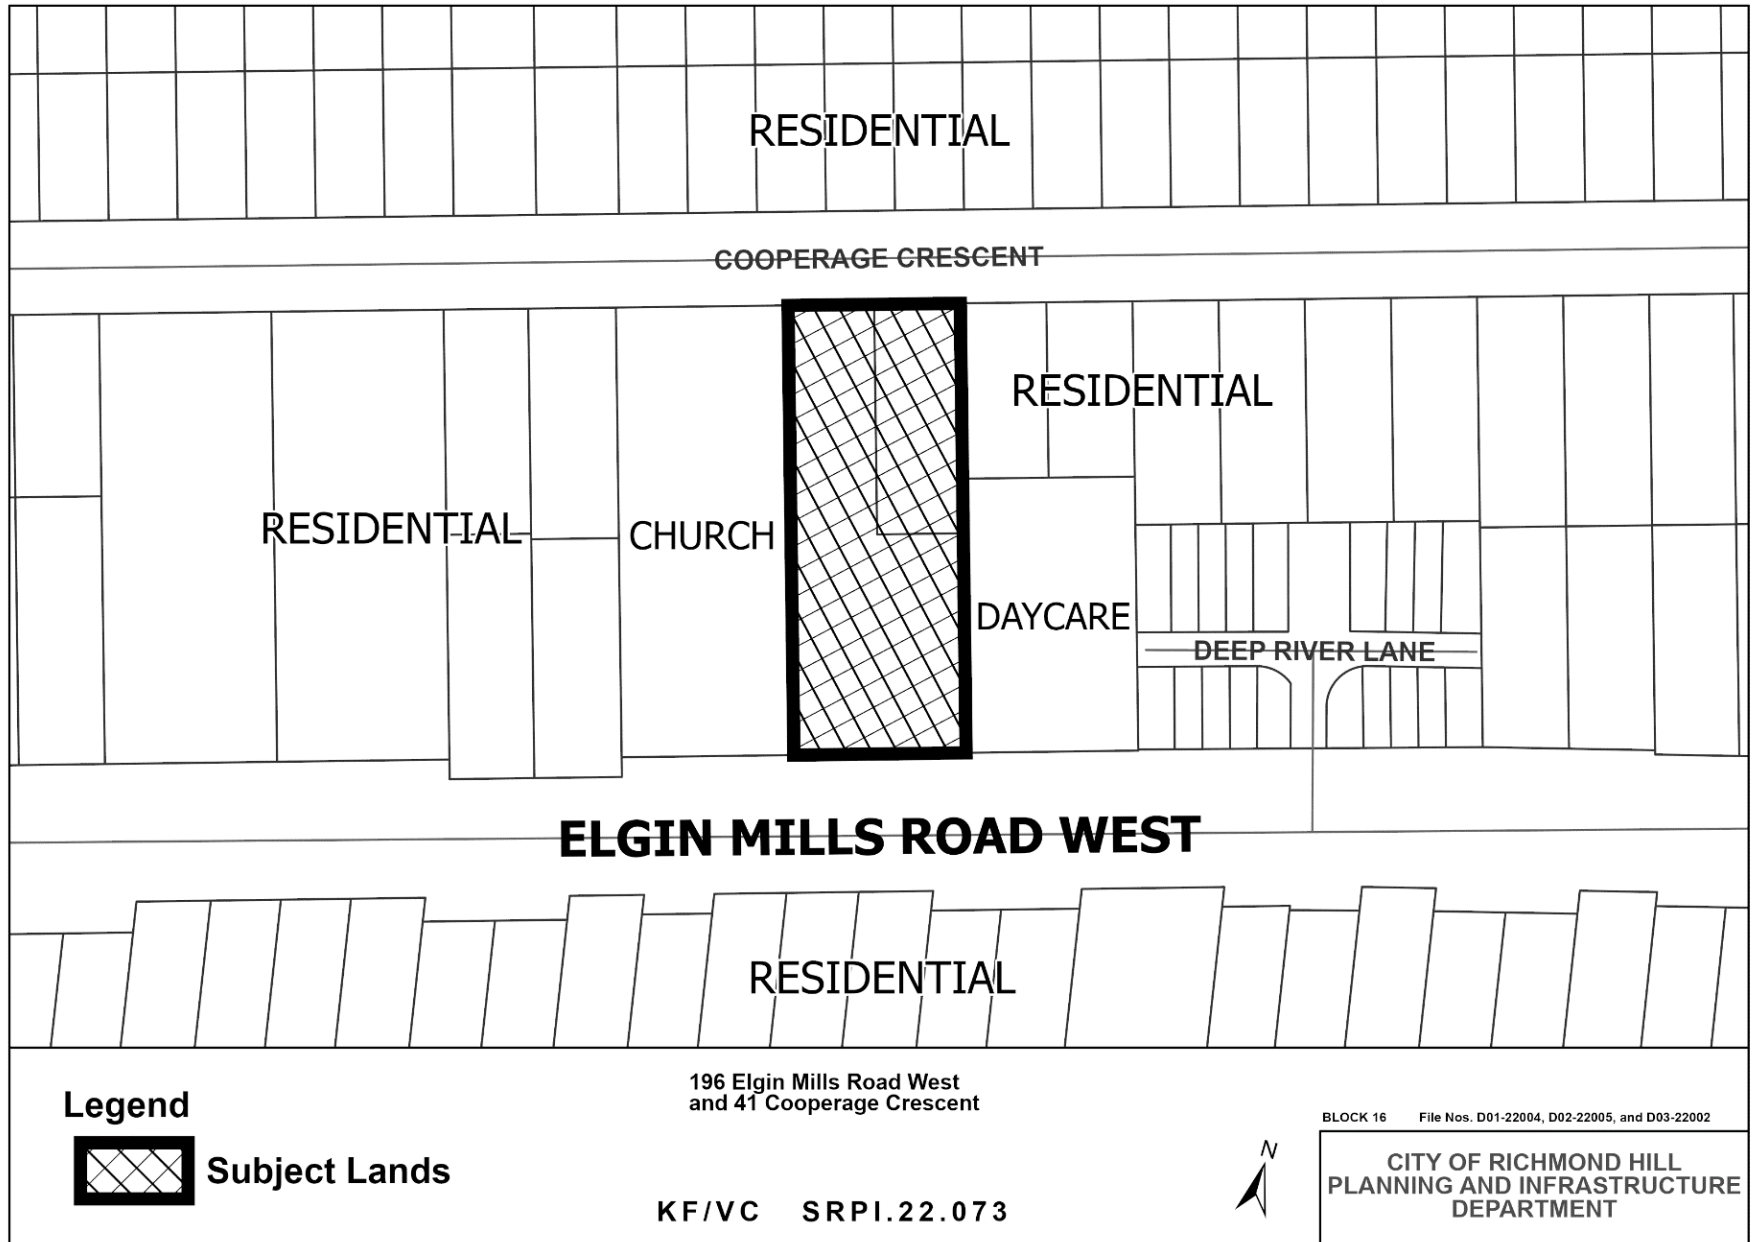 RESIDENTIAL
COOPERAGE CRESCENT
RESIDENTIAL
RESIDENTIAL
CHURCH
DAYCARE
DEEP RIVER LANE
ELGIN MILLS ROAD WEST
RESIDENTIAL
Legend
Subject Lands
196 Elgin Mills Road West
and 41 Cooperage Crescent
KF/VC SRPI.22.073
N
BLOCK 16 File Nos. D01-22004, D02-22005, and D03-22002
CITY OF RICHMOND HILL
PLANNING AND INFRASTRUCTURE
DEPARTMENT